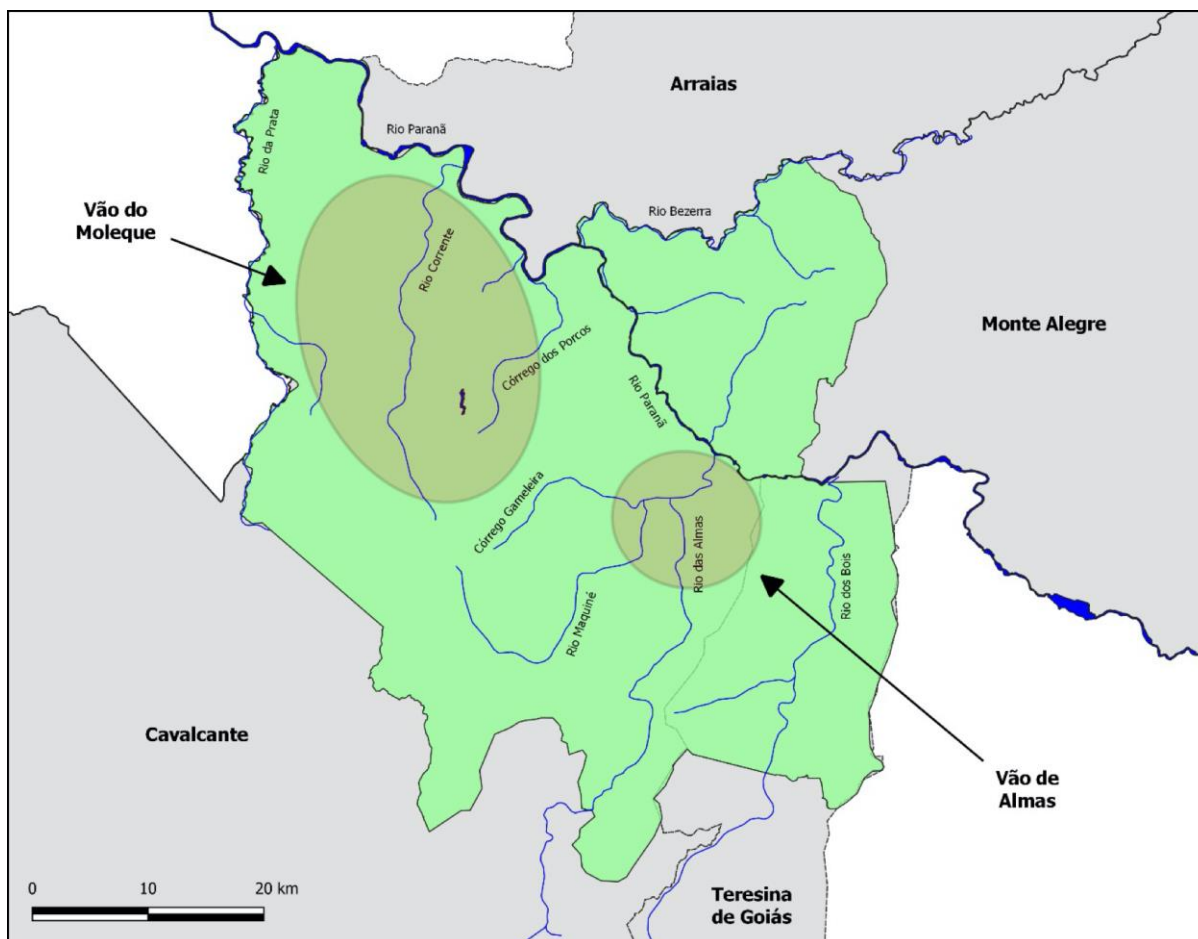 Arraias
Rio Paranã
Rio da Prata
Vão do
Moleque
Rio Bezerra
Rio Corrente
Monte Alegre
Córrego dos Porcos
Rio Paranã
Córrego Gameleira
Rio das Almas
Rio dos Bois
Rio Maquiné
Cavalcante
Vão de
Almas
Teresina
de Goiás
0 10 20 km